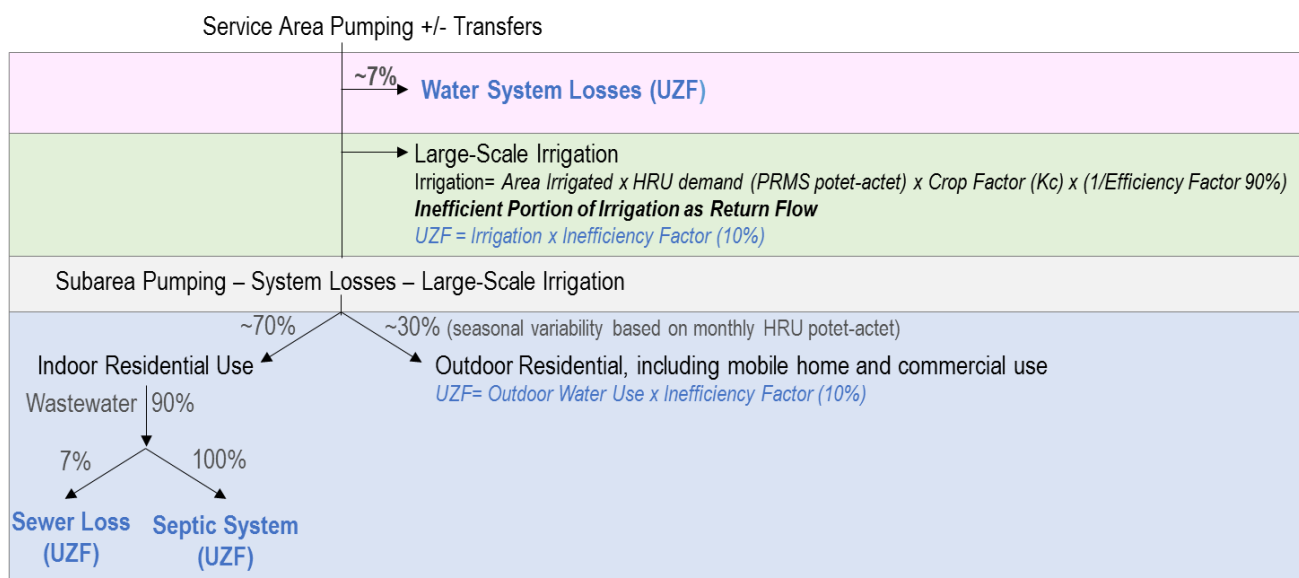 Service Area Pumping +/- Transfers
~7%
Water System Losses (UZF)
Large-Scale Irrigation
Irrigation= Area Irrigated x HRU demand (PRMS potet-actet) x Crop Factor (Kc) x (1/Efficiency Factor 90%)
Inefficient Portion of Irrigation as Return Flow
UZF = Irrigation x Inefficiency Factor (10%)
Subarea Pumping – System Losses – Large-Scale Irrigation
~70%
~30% (seasonal variability based on monthly HRU potet-actet)
Indoor Residential Use
Outdoor Residential, including mobile home and commercial use
UZF= Outdoor Water Use x Inefficiency Factor (10%)
Wastewater 90%
7%
100%
Sewer Loss
(UZF)
Septic System
(UZF)